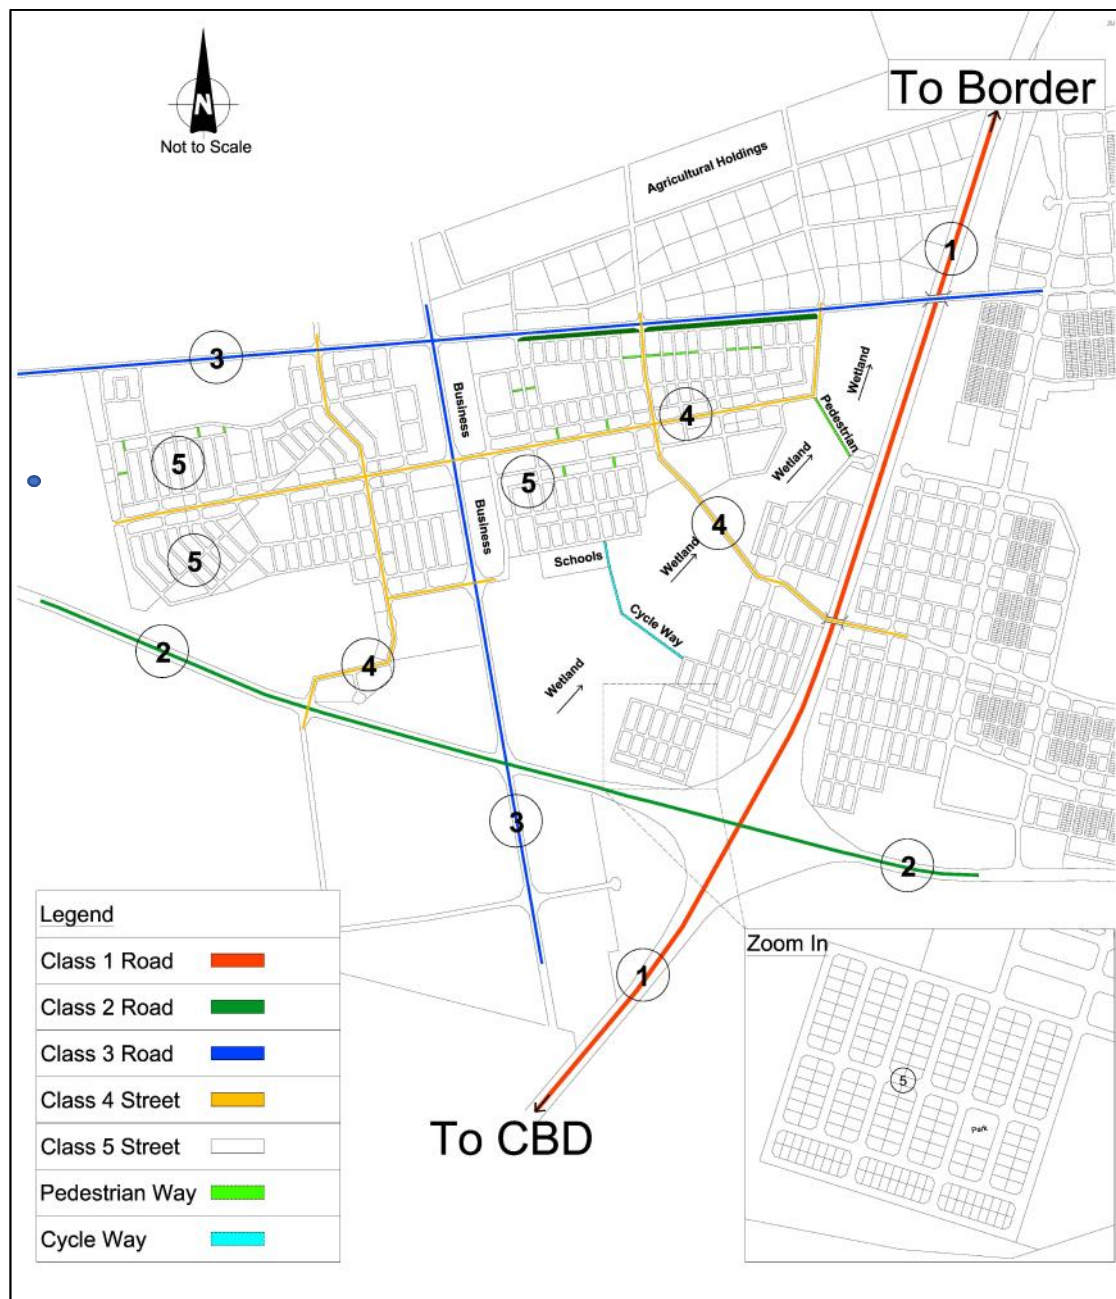 JU
To Border
N
Not to Scale
Agricultural Holdings
1
3
Business
Wetland
Pedestrian
4
5
Wetland
5
Business
4
Schools
Wetland
5
Cycle Way
2
4
Wetland
3
2
Legend
Class 1 Road
Class 2 Road
Class 3 Road
Class 4 Street
Class 5 Street
Pedestrian Way
Cycle Way
1
To CBD
Zoom In
5
Park